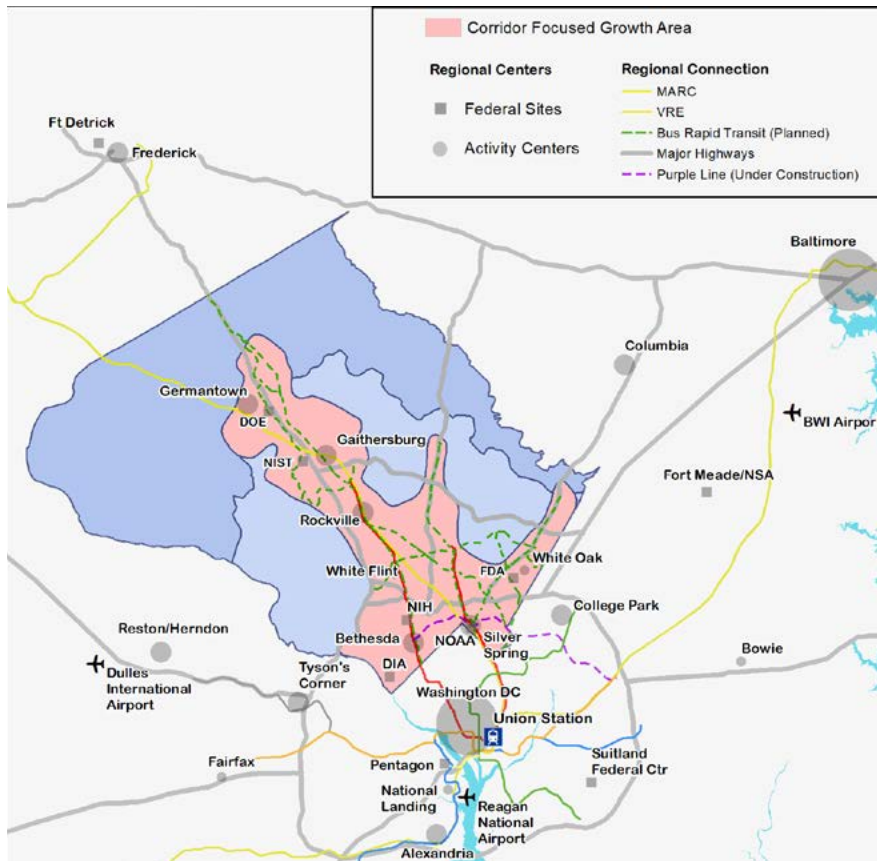 Corridor Focused Growth Area
Regional Centers
Federal Sites
Activity Centers
Regional Connection
MARC
VRE
Bus Rapid Transit (Planned)
Major Highways
Purple Line (Under Construction)
Ft Detrick
Frederick
Baltimore
Columbia
Germantown
DOE
BWI Airpor
Gaithersburg
NIST
Fort Meade/NSA
Rockville
White Flint
FDA
White Oak
NIH
College Park
Reston/Herndon
Bethesda
NOAA
Silver
Spring
Bowie
Dulles
International
Airport
Tyson's
Corner
DIA
Washington DC
Union Station
Fairfax
Pentagon
Suitland
Federal Ctr
National
Landing
Reagan
National
Airport
Alexandria